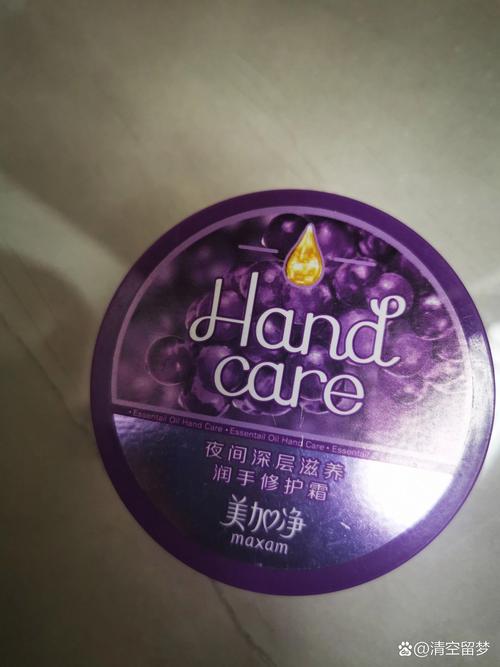 Hand
care
• Essentail Oil Hand Care • Essentail Oil Hand Care • Essentail
夜间深层滋养
润手修护霜
美加净
maxam
@清空留梦